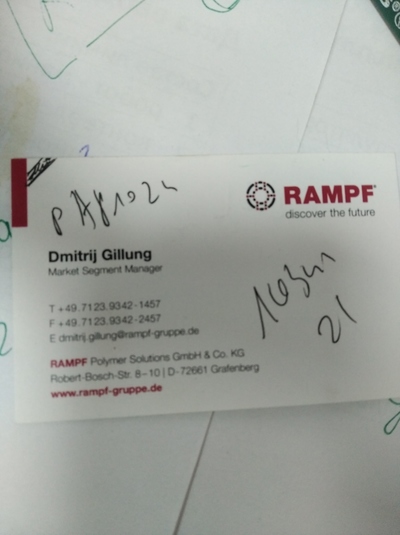 RAMPF
discover the future
Dmitrij Gillung
Market Segment Manager
T +49.7123.9342-1457
F +49.7123.9342-2457
E dmitrij.gillung@rampf-gruppe.de
RAMPF Polymer Solutions GmbH & Co. KG
Robert-Bosch-Str. 8–10 | D-72661 Grafenberg
www.rampf-gruppe.de
21